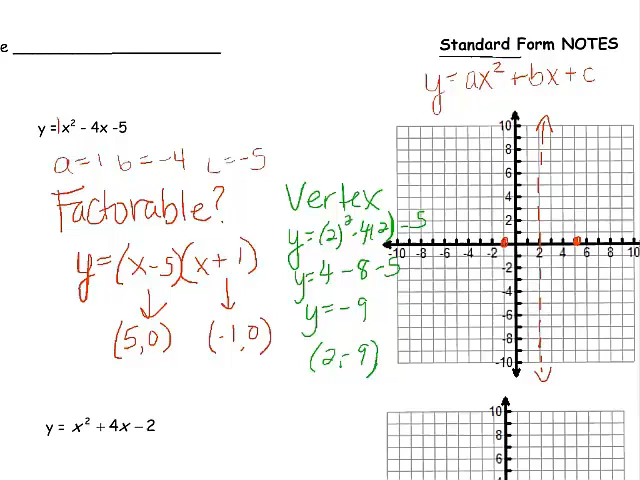 e
Standard Form NOTES
y = ax² + bx + c
y = 1x² - 4x -5
a = 1 b = -4 c = -5
Factorable?
y = (x - 5)(x + 1)
(5,0) (-1,0)
Vertex
y = (2)² - 4(2) - 5
y = 4 - 8 - 5
y = -9
(2, -9)
10
8
6
4
2
-10 -8 -6 -4 -2 2 4 6 8 10
-2
-4
-6
-8
-10
y = x² + 4x - 2
10
8
6